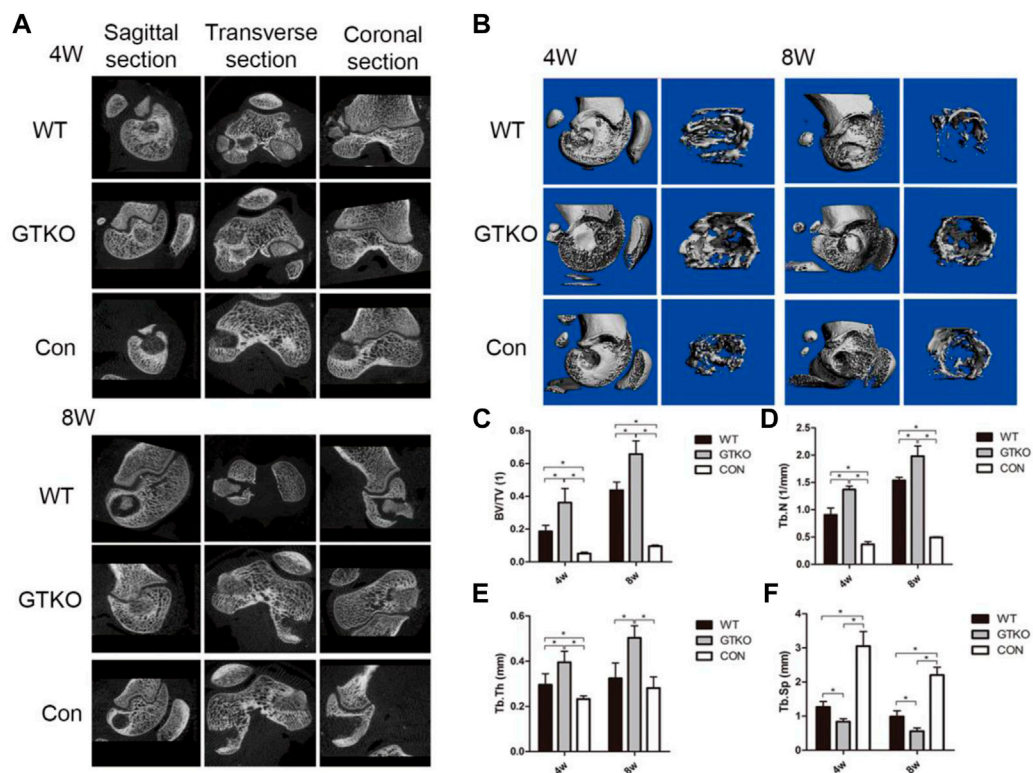 A
4W
Sagittal section
Transverse section
Coronal section
WT
GTKO
Con
8W
WT
GTKO
Con
B
4W
8W
WT
GTKO
Con
C
BV/TV (1)
0.8
0.6
0.4
0.2
0.0
* * *
* * *
4w
8w
WT
GTKO
CON
D
Tb.N (1/mm)
2.5
2.0
1.5
1.0
0.5
0.0
* * *
* * *
4w
8w
WT
GTKO
CON
E
Tb.Th (mm)
0.6
0.4
0.2
0.0
* * *
* *
4w
8w
WT
GTKO
CON
F
Tb.Sp (mm)
4
3
2
1
0
* * *
* * *
4w
8w
WT
GTKO
CON